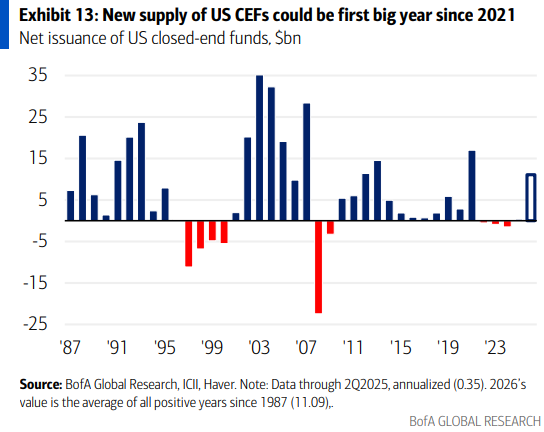 Exhibit 13: New supply of US CEFs could be first big year since 2021
Net issuance of US closed-end funds, $bn
35
25
15
5
-5
-15
-25
'87 '91 '95 '99 '03 '07 '11 '15 '19 '23
Source: BofA Global Research, ICII, Haver. Note: Data through 2Q2025, annualized (0.35). 2026's
value is the average of all positive years since 1987 (11.09),.
BofA GLOBAL RESEARCH